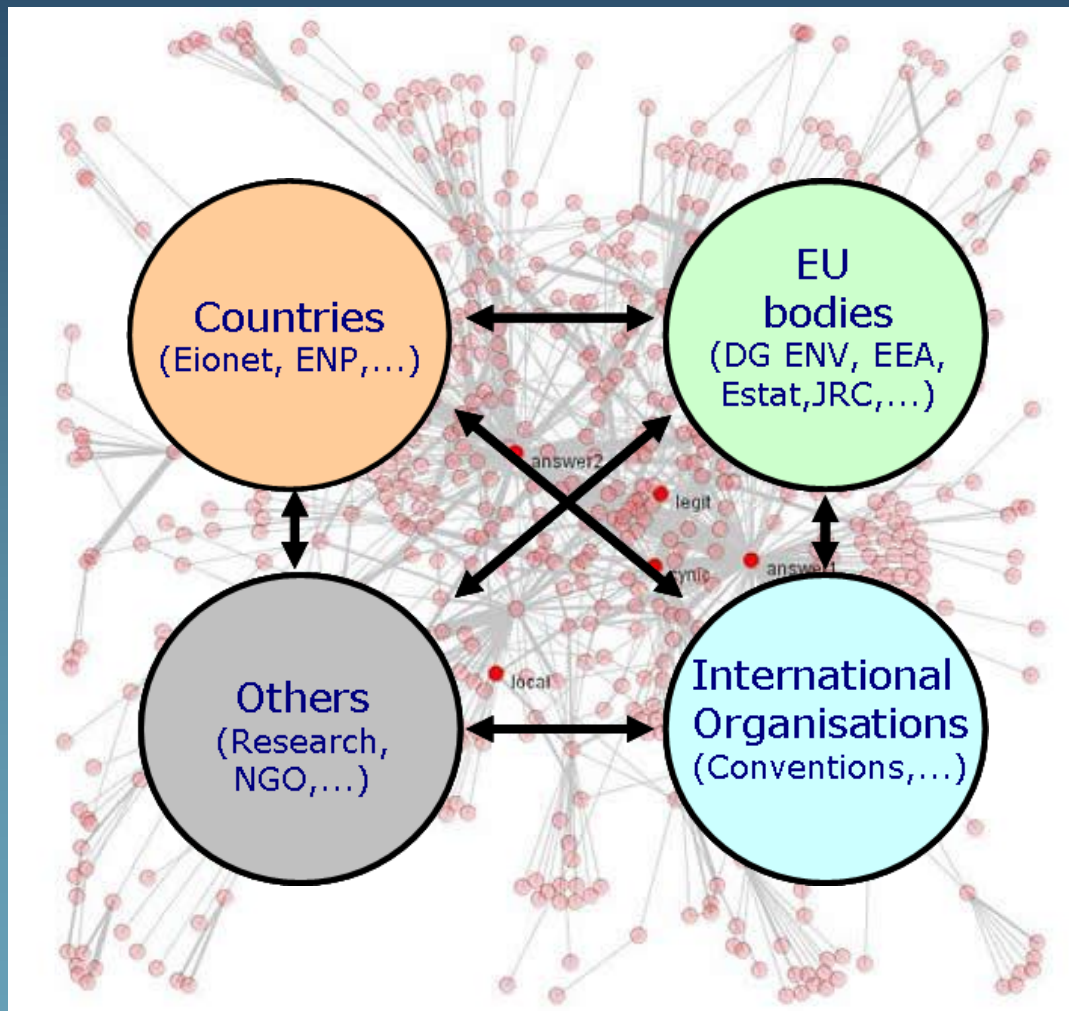 Countries
(Eionet, ENP,...)
EU
bodies
(DG ENV, EEA,
Estat,JRC,...)
answer2
legit
cynic
answer1
local
Others
(Research,
NGO,...)
International
Organisations
(Conventions,...)